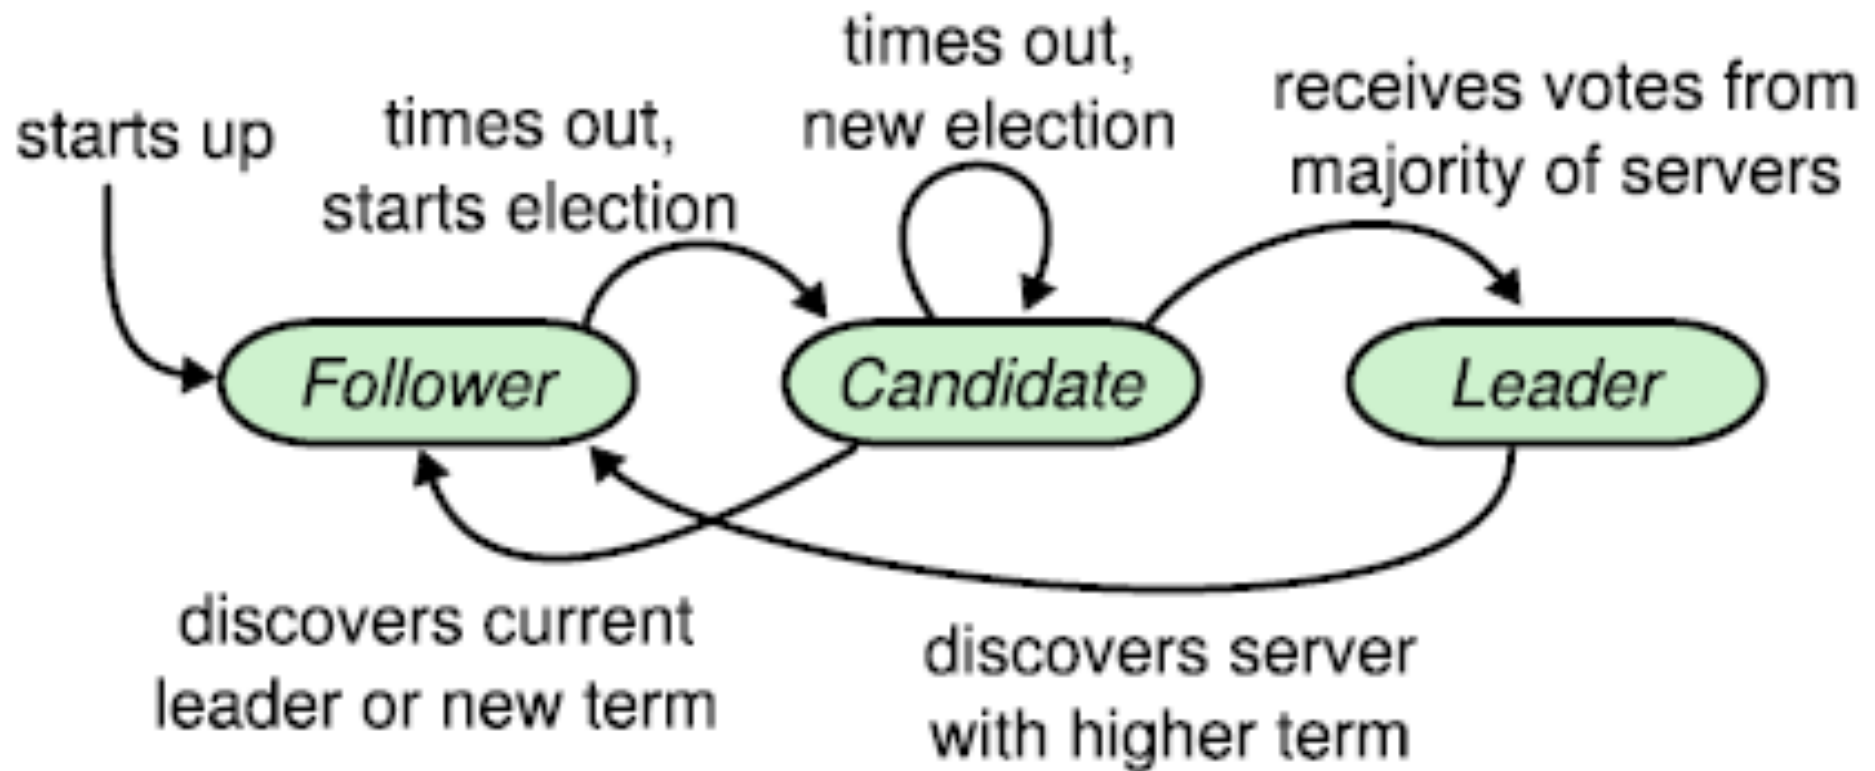 starts up
times out,
starts election
times out,
new election
receives votes from
majority of servers
Follower
Candidate
Leader
discovers current
leader or new term
discovers server
with higher term